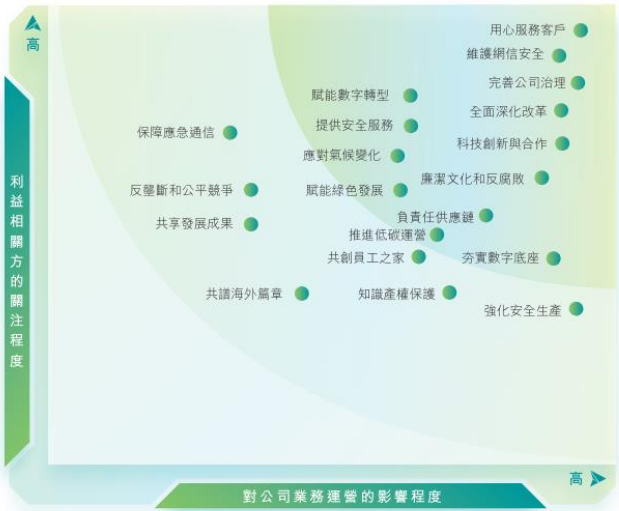 高
用心服務客戶
維護網信安全
完善公司治理
賦能數字轉型
全面深化改革
提供安全服務
保障應急通信
科技創新與合作
應對氣候變化
廉潔文化和反腐敗
反壟斷和公平競爭
賦能綠色發展
負責任供應鏈
共享發展成果
推進低碳運營
共創員工之家
夯實數字底座
共譜海外篇章
知識產權保護
強化安全生產
利益相關方的關注程度
高
對公司業務運營的影響程度